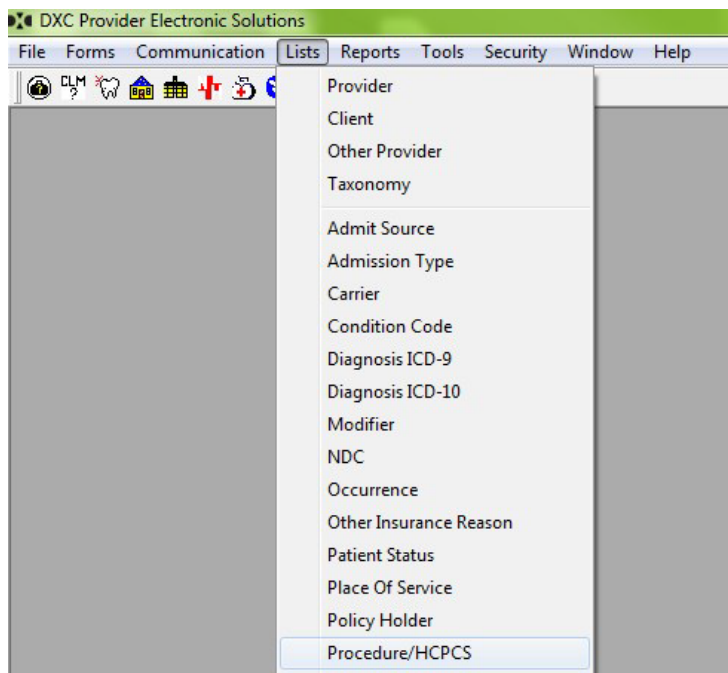 DXC Provider Electronic Solutions
File Forms Communication Lists Reports Tools Security Window Help
CLM
?
Provider
Client
Other Provider
Taxonomy
Admit Source
Admission Type
Carrier
Condition Code
Diagnosis ICD-9
Diagnosis ICD-10
Modifier
NDC
Occurrence
Other Insurance Reason
Patient Status
Place Of Service
Policy Holder
Procedure/HCPCS